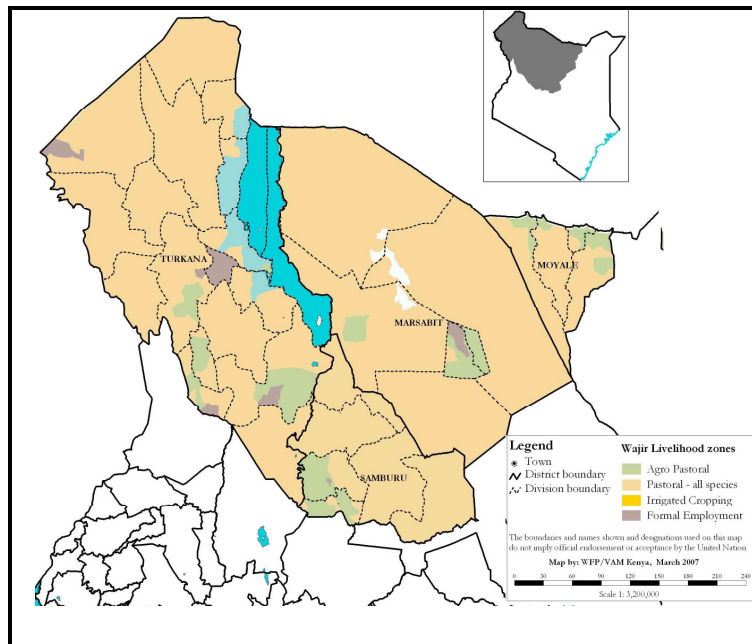 TURKANA
MOYALE
MARSABIT
SAMBURU
Legend
Town
District boundary
Division boundary
Wajir Livelihood zones
Agro Pastoral
Pastoral - all species
Irrigated Cropping
Formal Employment
The boundaries and names shown and designations used on this map
do not imply official endorsement or acceptance by the United Nation
Map by: WFP/VAM Kenya, March 2007
0 30 60 90 120 150 180 210 240
Scale 1: 3,200,000